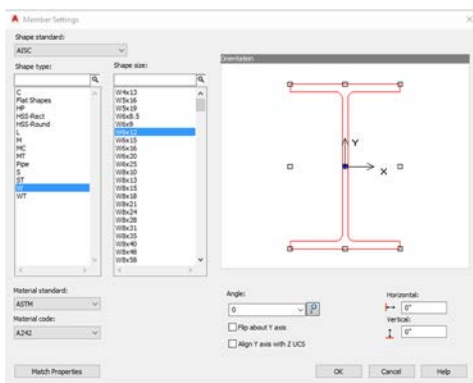 Member Settings
Shape standard:
AISC
Shape type:
Shape size:
Orientation
C
Flat Shapes
HP
HSS-Rect
HSS-Round
L
M
MC
MT
Pipe
S
ST
W
WT
W4x13
W5x16
W5x19
W6x8.5
W6x9
W6x12
W6x15
W6x16
W6x20
W6x25
W8x10
W8x13
W8x15
W8x18
W8x21
W8x24
W8x28
W8x31
W8x35
W8x40
W8x48
W8x58
Y
X
Material standard:
ASTM
Material code:
A242
Angle:
0
Flip about Y axis
Align Y axis with Z UCS
Horizontal:
0"
Vertical:
0"
Match Properties
OK
Cancel
Help